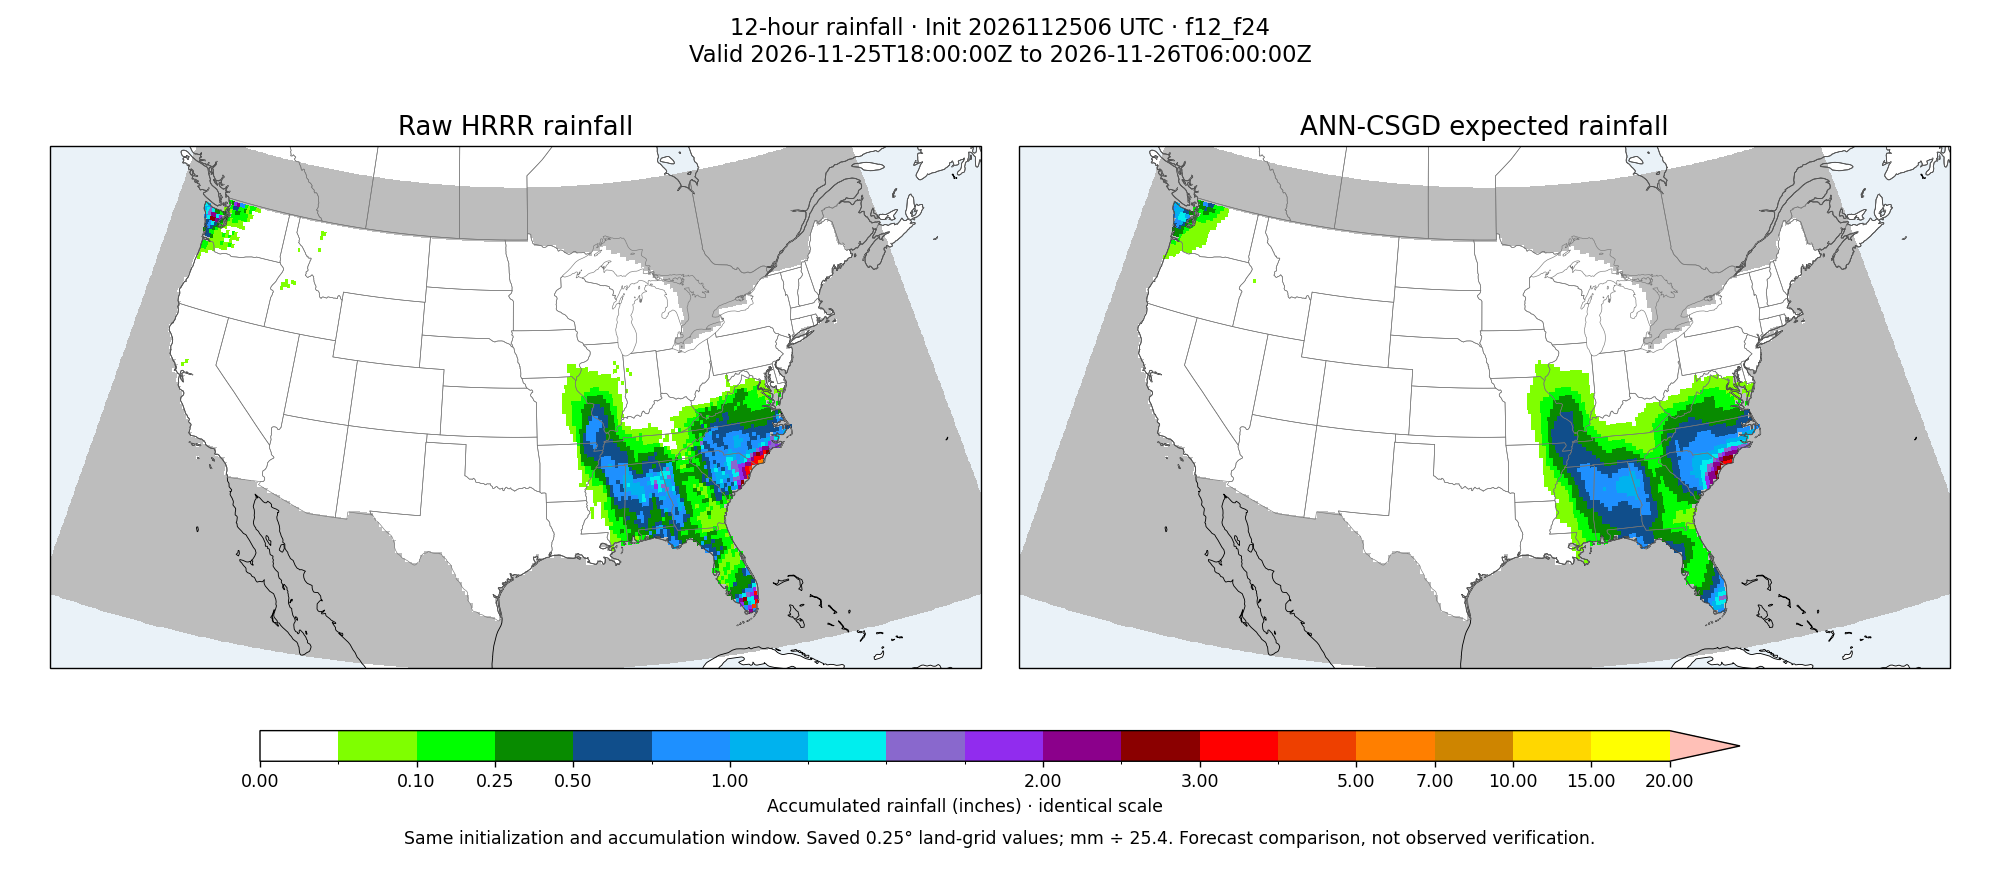 12-hour rainfall · Init 2026112506 UTC · f12_f24
Valid 2026-11-25T18:00:00Z to 2026-11-26T06:00:00Z
Raw HRRR rainfall
ANN-CSGD expected rainfall
0.00 0.10 0.25 0.50 1.00 2.00 3.00 5.00 7.00 10.00 15.00 20.00
Accumulated rainfall (inches) · identical scale
Same initialization and accumulation window. Saved 0.25° land-grid values; mm ÷ 25.4. Forecast comparison, not observed verification.